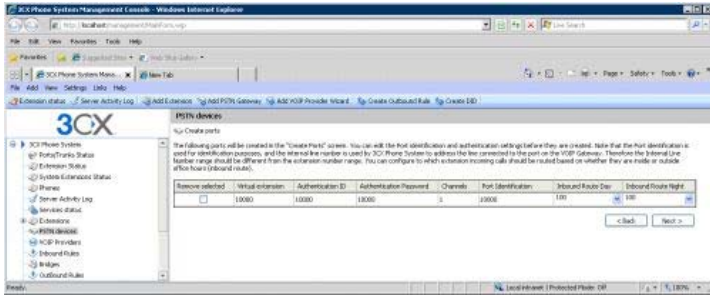 3CX Phone System Management Console - Windows Internet Explorer
File Edit View Favorites Tools Help
Favorites
3CX Phone System Mana... New Tab
Page Safety Tools
File Add View Settings Links Help
Extension status Server Activity Log Add Extension Add PSTN Gateway Add VOIP Provider Wizard Create Outbound Rule Create DID
3CX
PSTN devices
Create ports
The following ports will be created in the "Create Ports" screen. You can edit the Port identification and authentication settings before they are created. Note that the Port identification is
used for identification purposes, and the internal line number is used by 3CX Phone System to address the line connected to the port on the VOIP Gateway. Therefore the Internal Line
Number range should be different from the extension number range. You can configure to which extension incoming calls should be routed based on whether they are inside or outside
office hours (inbound route).
Remove selected Virtual extension Authentication ID Authentication Password Channels Port Identification Inbound Route Day Inbound Route Night
10000 10000 10000 1 10000 100 100
< Back Next >
3CX Phone System
Ports/Trunks Status
Extension Status
System Extensions Status
Phones
Server Activity Log
Services status
Extensions
PSTN devices
VOIP Providers
Inbound Rules
Bridges
Outbound Rules
Ready.
Local intranet | Protected Mode: Off
100%